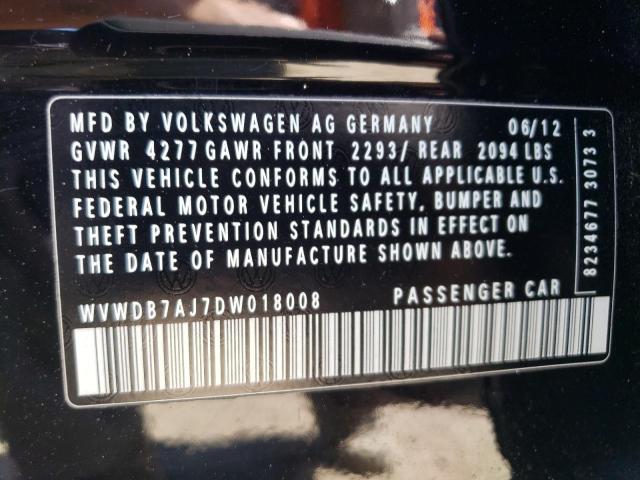 MFD BY VOLKSWAGEN AG GERMANY 06/12
GVWR 4277 GAWR FRONT 2293/ REAR 2094 LBS
THIS VEHICLE CONFORMS TO ALL APPLICABLE U.S.
FEDERAL MOTOR VEHICLE SAFETY, BUMPER AND
THEFT PREVENTION STANDARDS IN EFFECT ON
THE DATE OF MANUFACTURE SHOWN ABOVE.
WVWDB7AJ7DW018008 PASSENGER CAR
8234677 3073 3